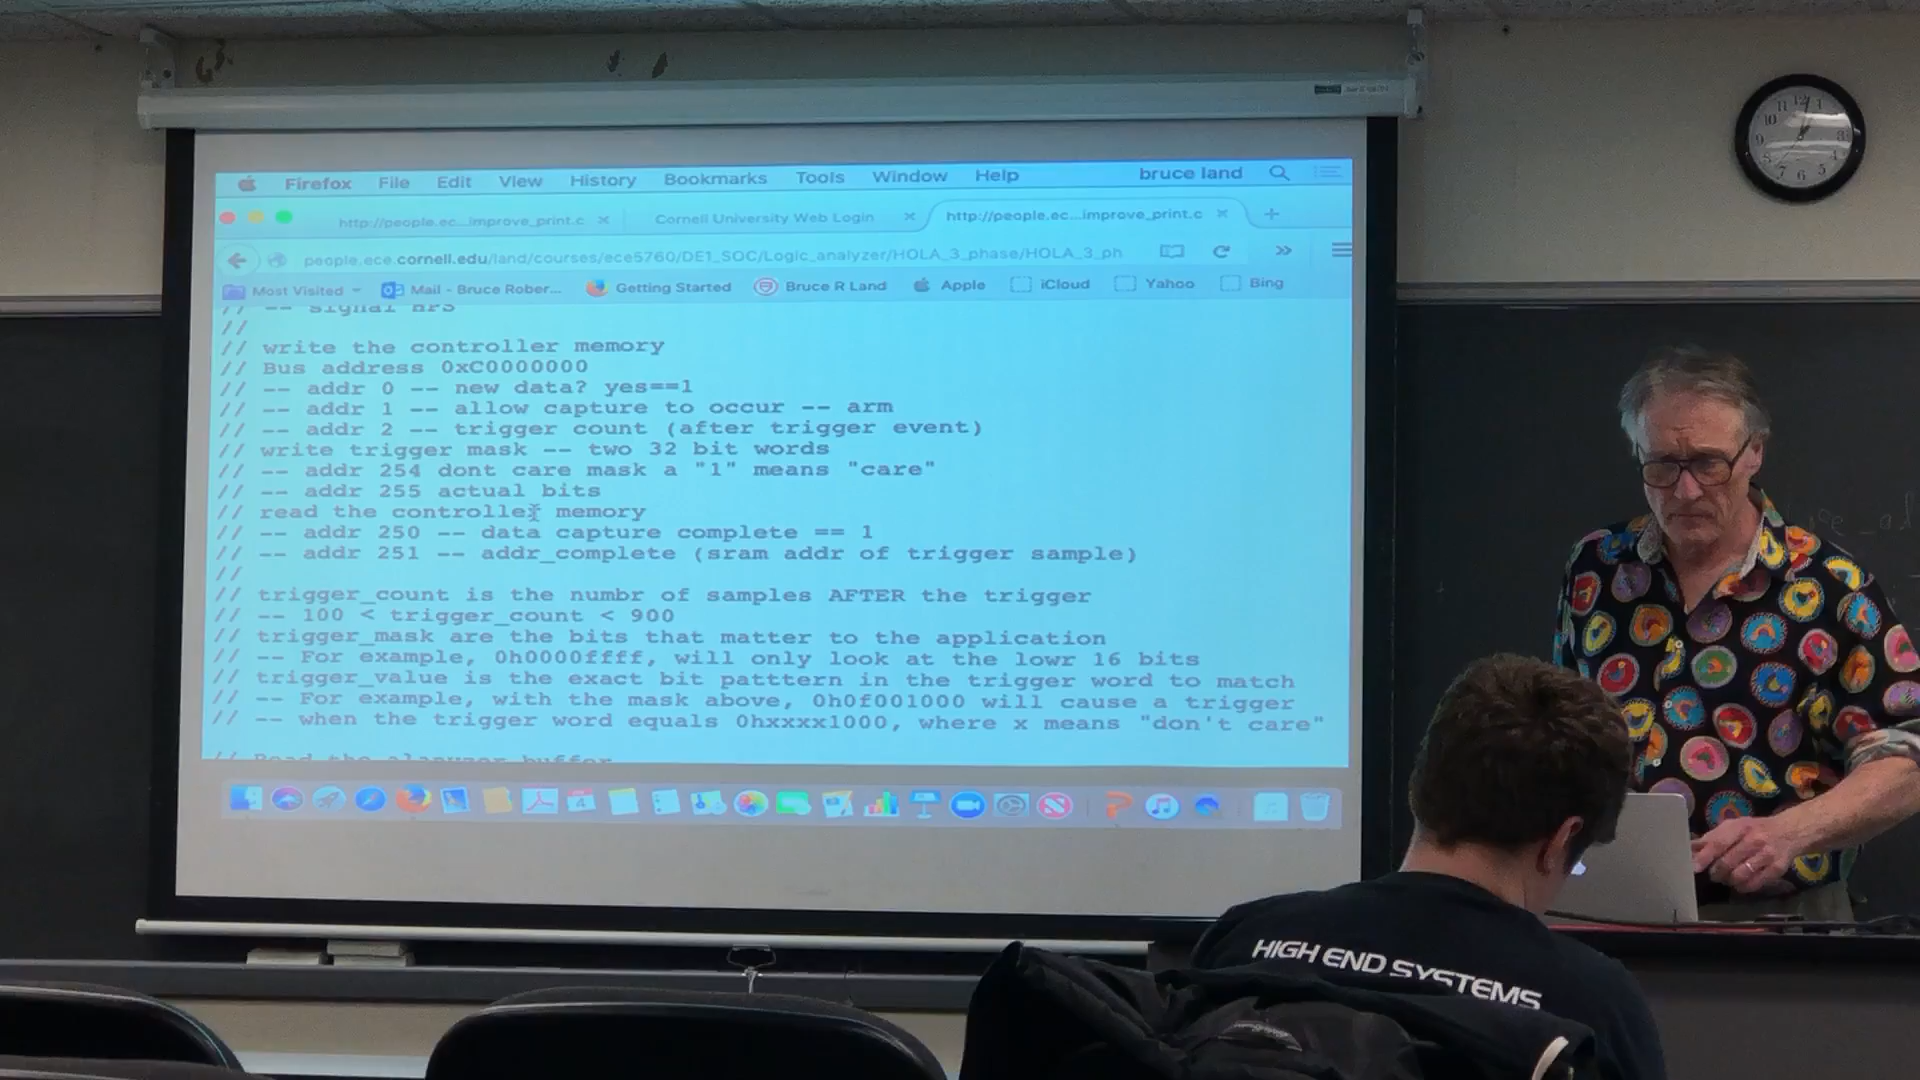 Firefox File Edit View History Bookmarks Tools Window Help bruce land
http://people.ec...improve_print.c Cornell University Web Login http://people.ec...improve_print.c
people.ece.cornell.edu/land/courses/ece5760/DE1_SOC/Logic_analyzer/HOLA_3_phase/HOLA_3_ph
Most Visited Mail - Bruce Rober... Getting Started Bruce R Land Apple iCloud Yahoo Bing
//
// write the controller memory
// Bus address 0xC0000000
// -- addr 0 -- new data? yes==1
// -- addr 1 -- allow capture to occur -- arm
// -- addr 2 -- trigger count (after trigger event)
// write trigger mask -- two 32 bit words
// -- addr 254 dont care mask a "1" means "care"
// -- addr 255 actual bits
// read the controller memory
// -- addr 250 -- data capture complete == 1
// -- addr 251 -- addr_complete (sram addr of trigger sample)
//
// trigger_count is the numbr of samples AFTER the trigger
// -- 100 < trigger_count < 900
// trigger_mask are the bits that matter to the application
// -- For example, 0h0000ffff, will only look at the lowr 16 bits
// trigger_value is the exact bit patttern in the trigger word to match
// -- For example, with the mask above, 0h0f001000 will cause a trigger
// -- when the trigger word equals 0hxxxx1000, where x means "don't care"
HIGH END SYSTEMS